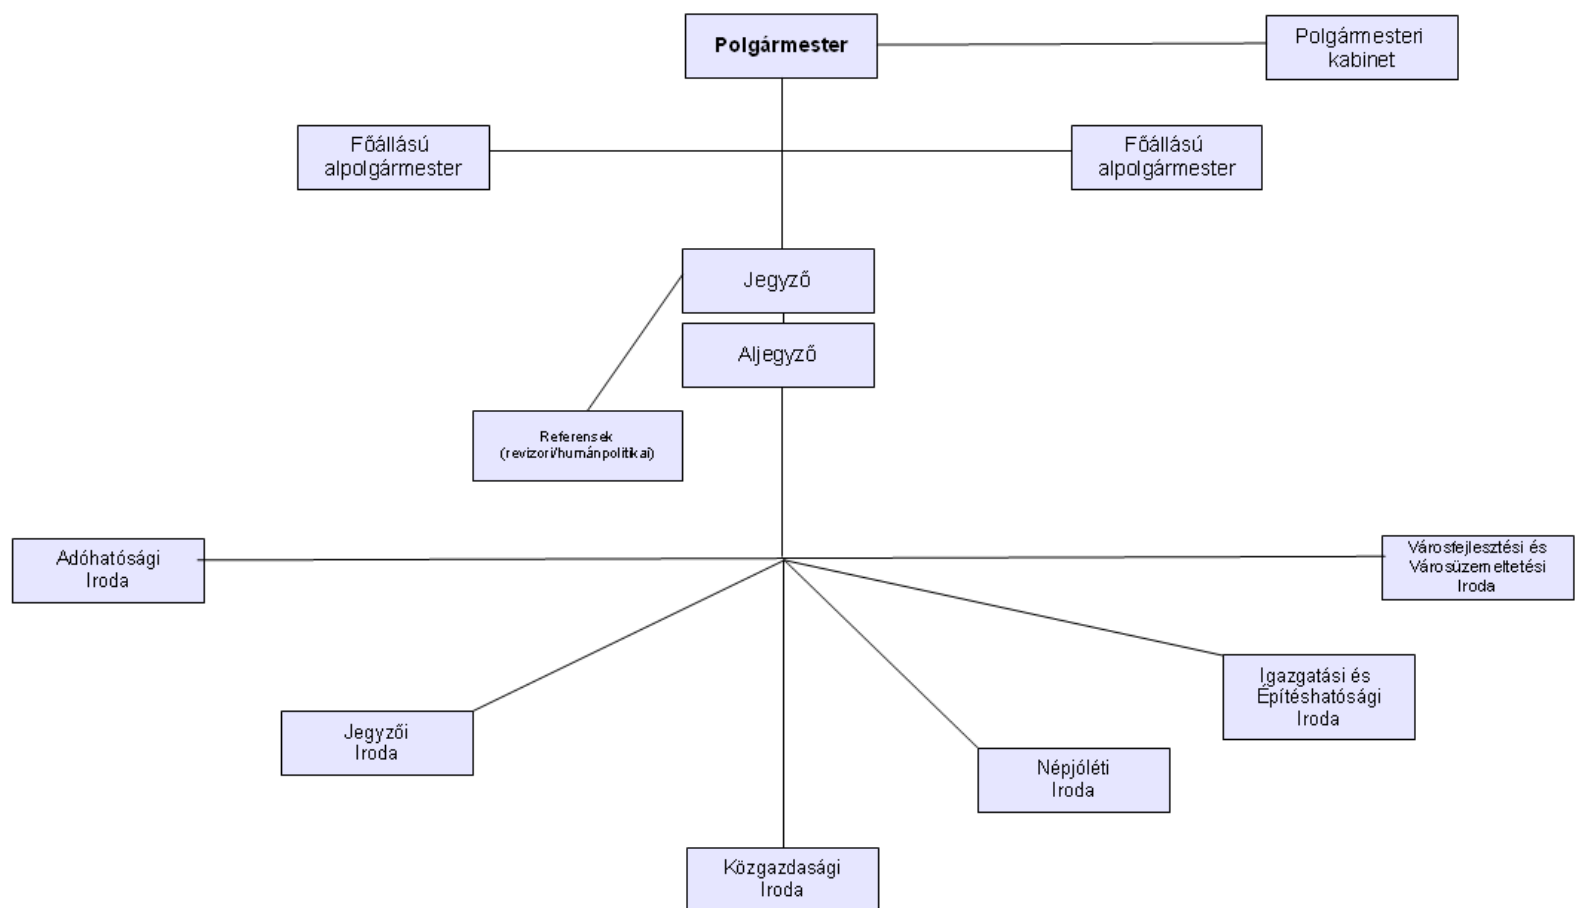 Polgármester
Polgármesteri
kabinet
Főállású
alpolgármester
Főállású
alpolgármester
Jegyző
Aljegyző
Referensek
(revizori/humánpolitikai)
Adóhatósági
Iroda
Városfejlesztési és
Városüzemeltetési
Iroda
Igazgatási és
Építéshatósági
Iroda
Jegyzői
Iroda
Népjóléti
Iroda
Közgazdasági
Iroda